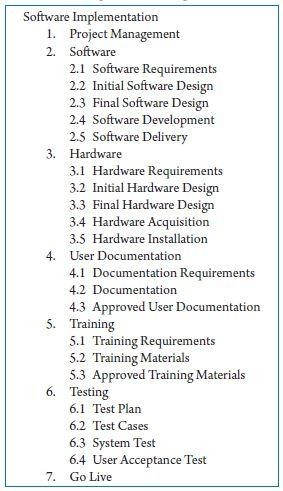 Software Implementation
1. Project Management
2. Software
2.1 Software Requirements
2.2 Initial Software Design
2.3 Final Software Design
2.4 Software Development
2.5 Software Delivery
3. Hardware
3.1 Hardware Requirements
3.2 Initial Hardware Design
3.3 Final Hardware Design
3.4 Hardware Acquisition
3.5 Hardware Installation
4. User Documentation
4.1 Documentation Requirements
4.2 Documentation
4.3 Approved User Documentation
5. Training
5.1 Training Requirements
5.2 Training Materials
5.3 Approved Training Materials
6. Testing
6.1 Test Plan
6.2 Test Cases
6.3 System Test
6.4 User Acceptance Test
7. Go Live